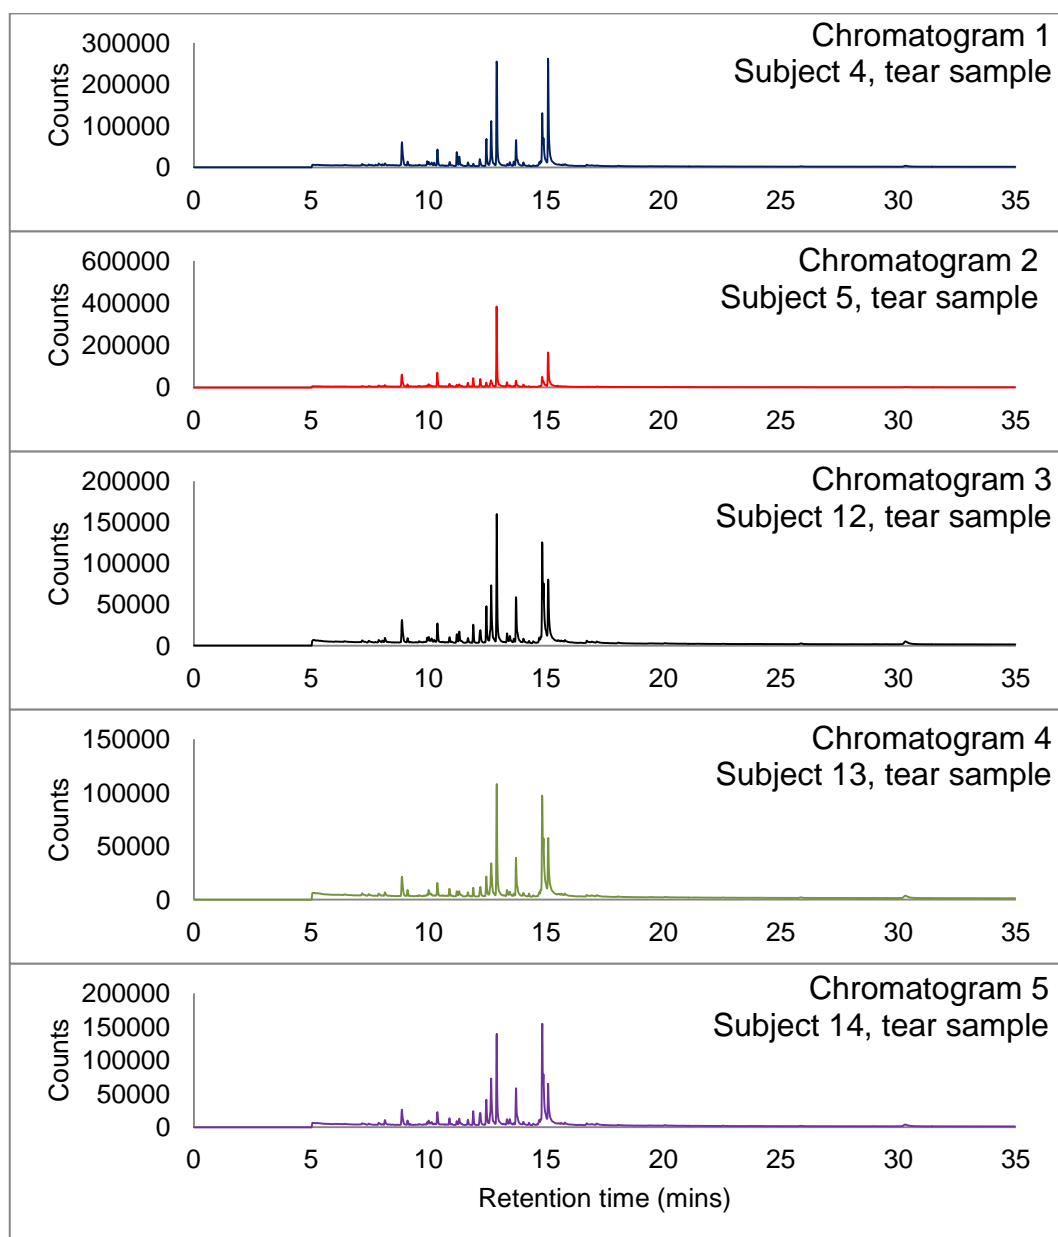 Chromatogram 1
Subject 4, tear sample
Counts
300000
200000
100000
0
0 5 10 15 20 25 30 35
Chromatogram 2
Subject 5, tear sample
Counts
600000
400000
200000
0
0 5 10 15 20 25 30 35
Chromatogram 3
Subject 12, tear sample
Counts
200000
150000
100000
50000
0
0 5 10 15 20 25 30 35
Chromatogram 4
Subject 13, tear sample
Counts
150000
100000
50000
0
0 5 10 15 20 25 30 35
Chromatogram 5
Subject 14, tear sample
Counts
200000
150000
100000
50000
0
0 5 10 15 20 25 30 35
Retention time (mins)